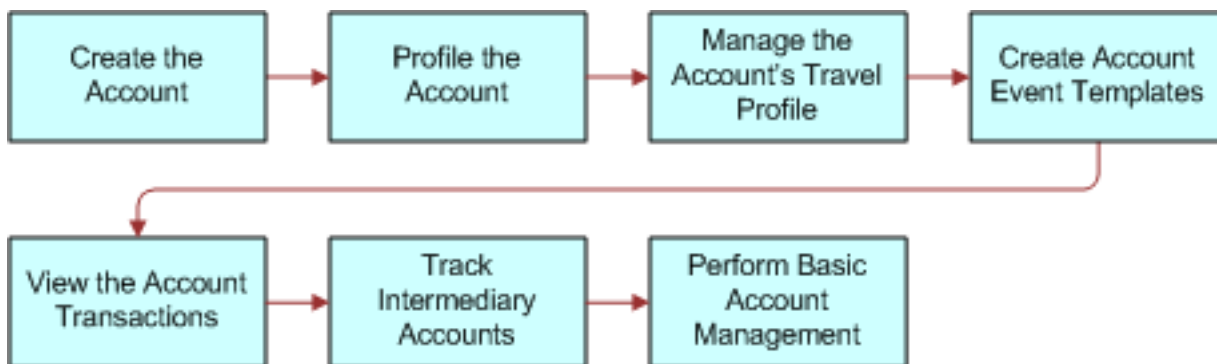 Create the
Account
Profile the
Account
Manage the
Account's Travel
Profile
Create Account
Event Templates
View the Account
Transactions
Track
Intermediary
Accounts
Perform Basic
Account
Management